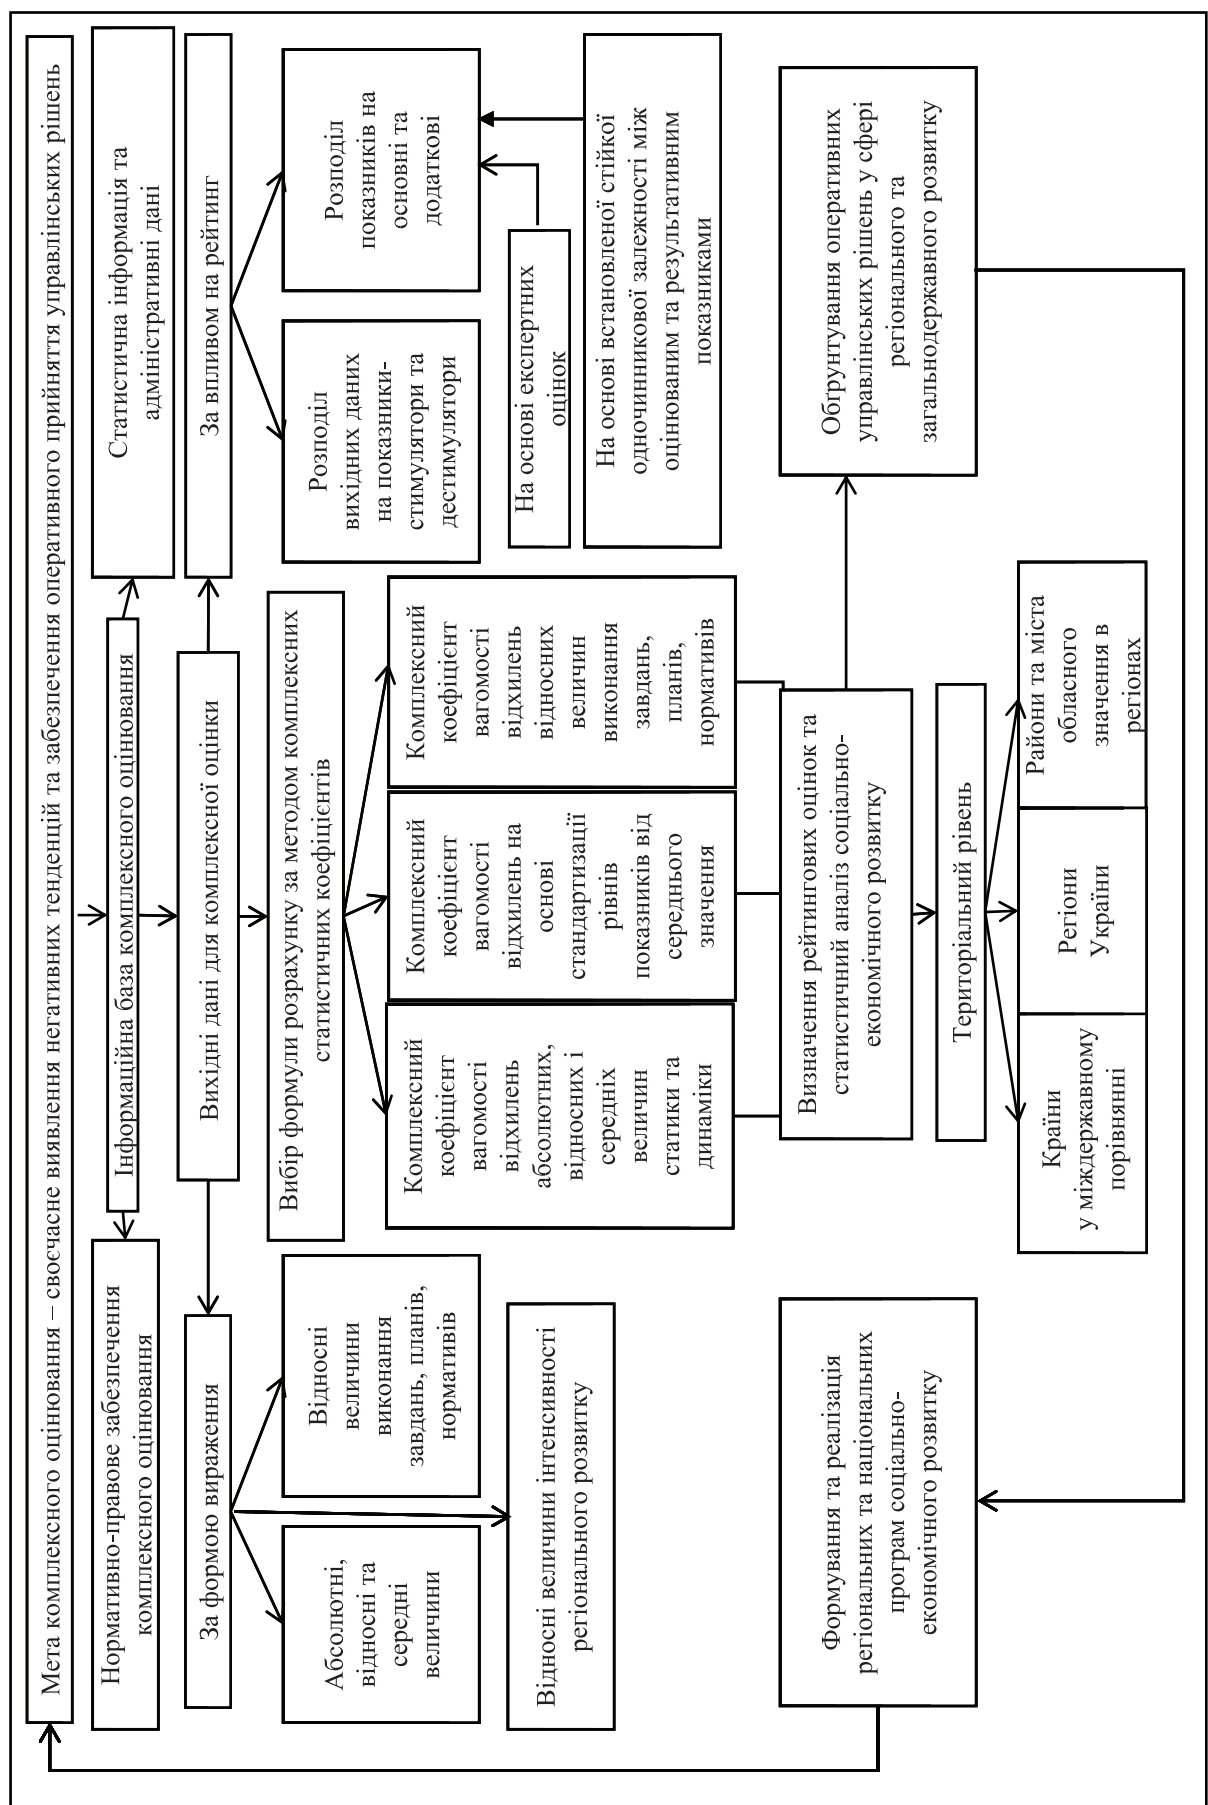 Мета комплексного оцінювання – своєчасне виявлення негативних тенденцій та забезпечення оперативного прийняття управлінських рішень
Нормативно-правове забезпечення
комплексного оцінювання
Інформаційна база комплексного оцінювання
Статистична інформація та
адміністративні дані
За формою вираження
Вихідні дані для комплексної оцінки
За впливом на рейтинг
Абсолютні,
відносні та
середні
величини
Відносні
величини
виконання
завдань, планів,
нормативів
Відносні величини інтенсивності
регіонального розвитку
Вибір формули розрахунку за методом комплексних
статистичних коефіцієнтів
Розподіл
вихідних даних
на показники-
стимулятори та
дестимулятори
Розподіл
показників на
основні та
додаткові
На основі експертних
оцінок
На основі встановленої стійкої
одночинникової залежності між
оцінюваним та результативним
показниками
Комплексний
коефіцієнт
вагомості
відхилень
абсолютних,
відносних і
середніх
величин
статики та
динаміки
Комплексний
коефіцієнт
вагомості
відхилень на
основі
стандартизації
рівнів
показників від
середнього
значення
Комплексний
коефіцієнт
вагомості
відхилень
відносних
величин
виконання
завдань,
планів,
нормативів
Формування та реалізація
регіональних та національних
програм соціально-
економічного розвитку
Визначення рейтингових оцінок та
статистичний аналіз соціально-
економічного розвитку
Обґрунтування оперативних
управлінських рішень у сфері
регіонального та
загальнодержавного розвитку
Територіальний рівень
Країни
у міждержавному
порівнянні
Регіони
України
Райони та міста
обласного
значення в
регіонах